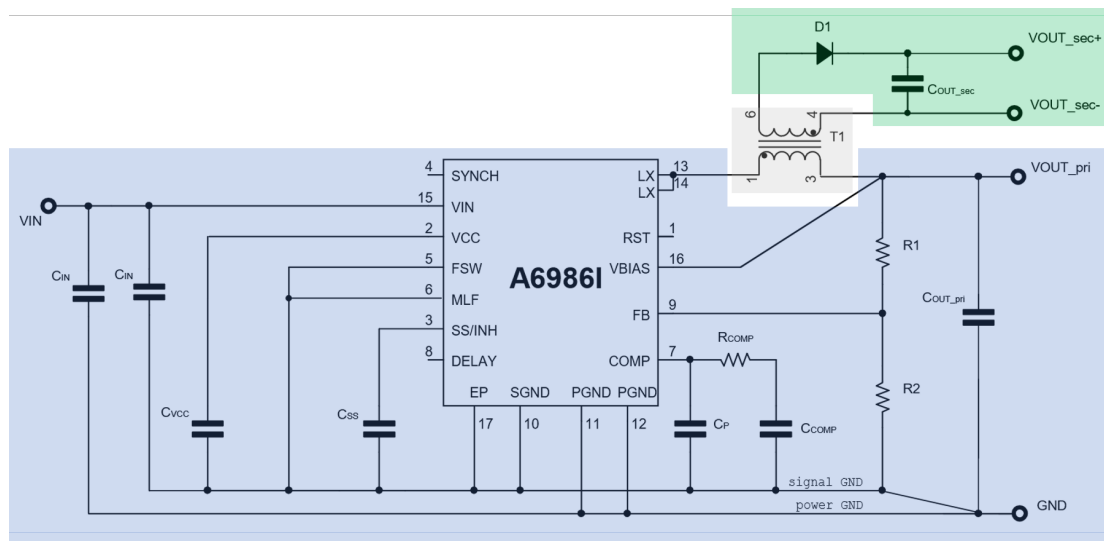 D1
VOUT_sec+
COUT_sec
VOUT_sec-
6
4
T1
1
3
4
SYNCH
LX
13
LX
14
VOUT_pri
VIN
15
VIN
2
VCC
RST
1
R1
CIN
CIN
5
FSW
A6986I
VBIAS
16
6
MLF
COUT_pri
3
SS/INH
FB
9
RCOMP
8
DELAY
COMP
7
R2
EP
SGND
PGND
PGND
CVCC
CSS
17
10
11
12
CP
CCOMP
signal GND
power GND
GND